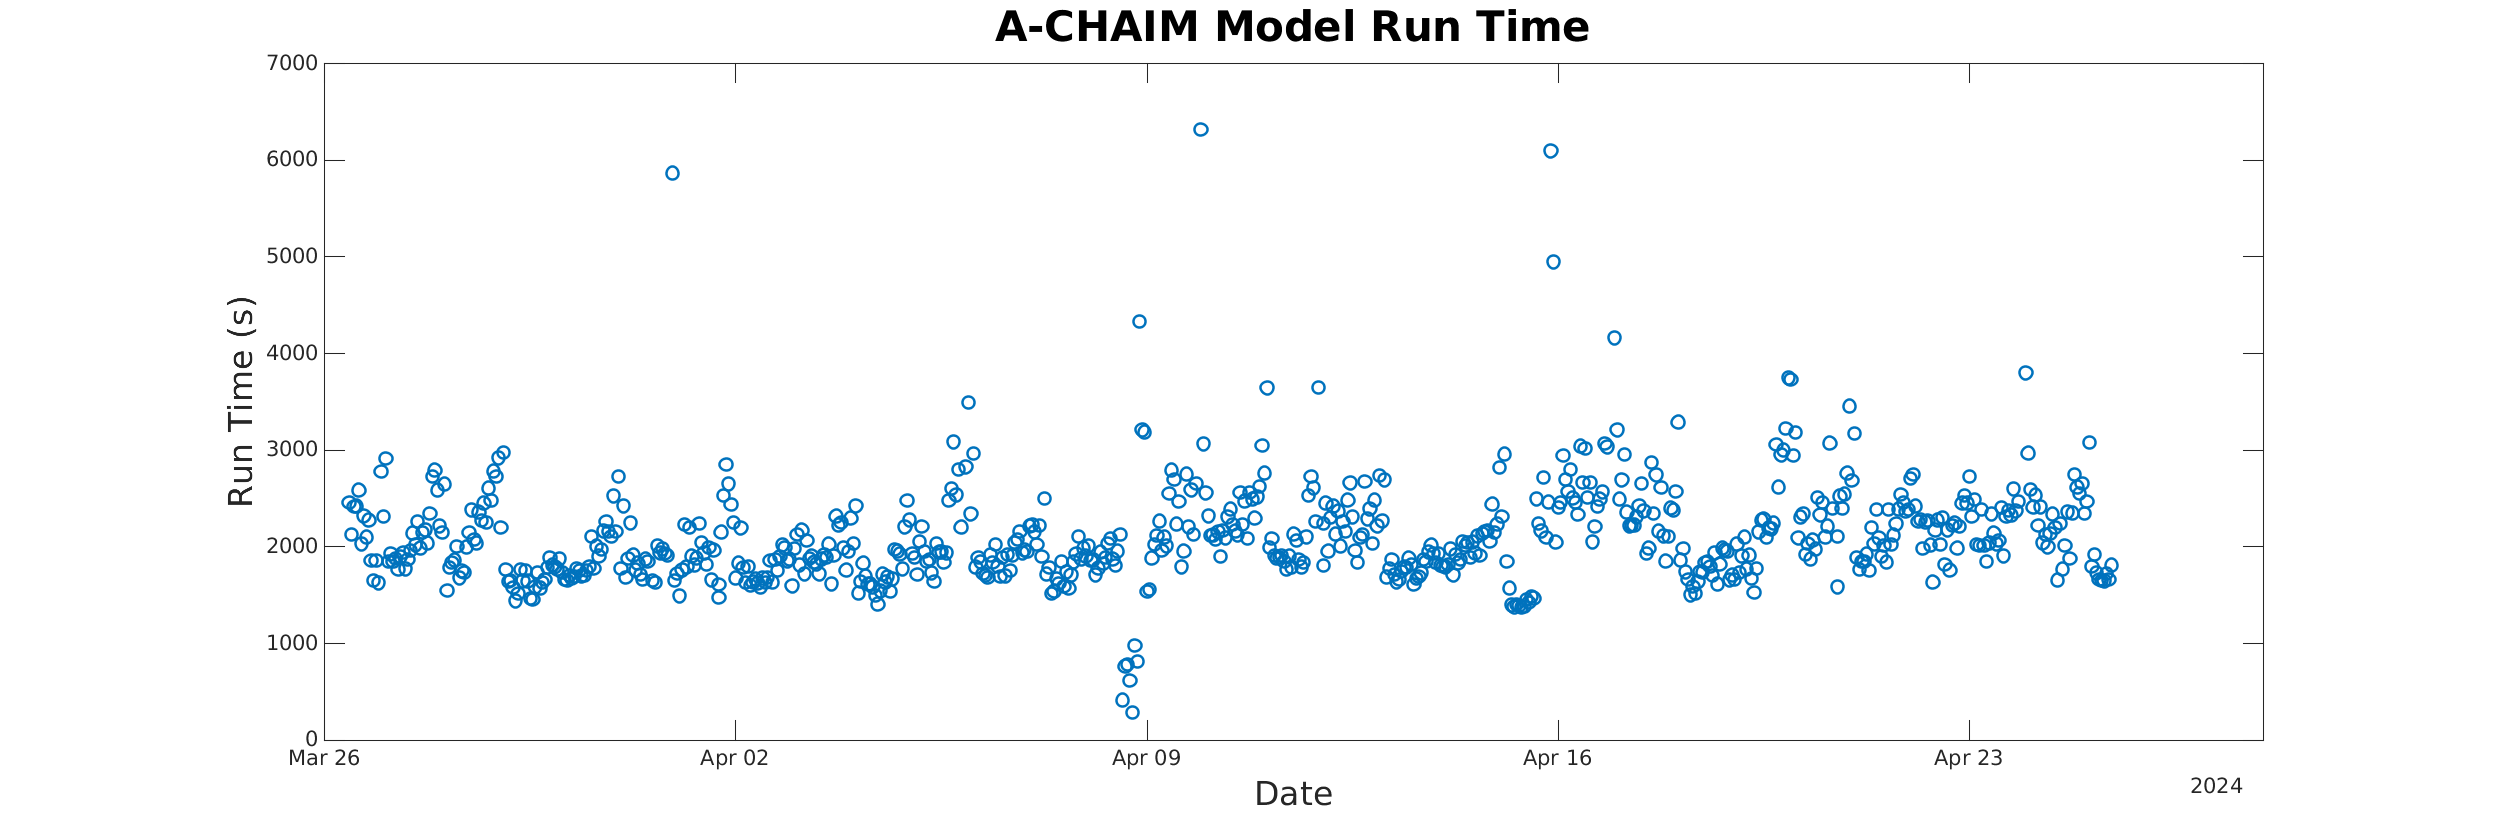 A-CHAIM Model Run Time
7000
6000
5000
4000
3000
2000
1000
0
Run Time (s)
Mar 26 Apr 02 Apr 09 Apr 16 Apr 23
2024
Date